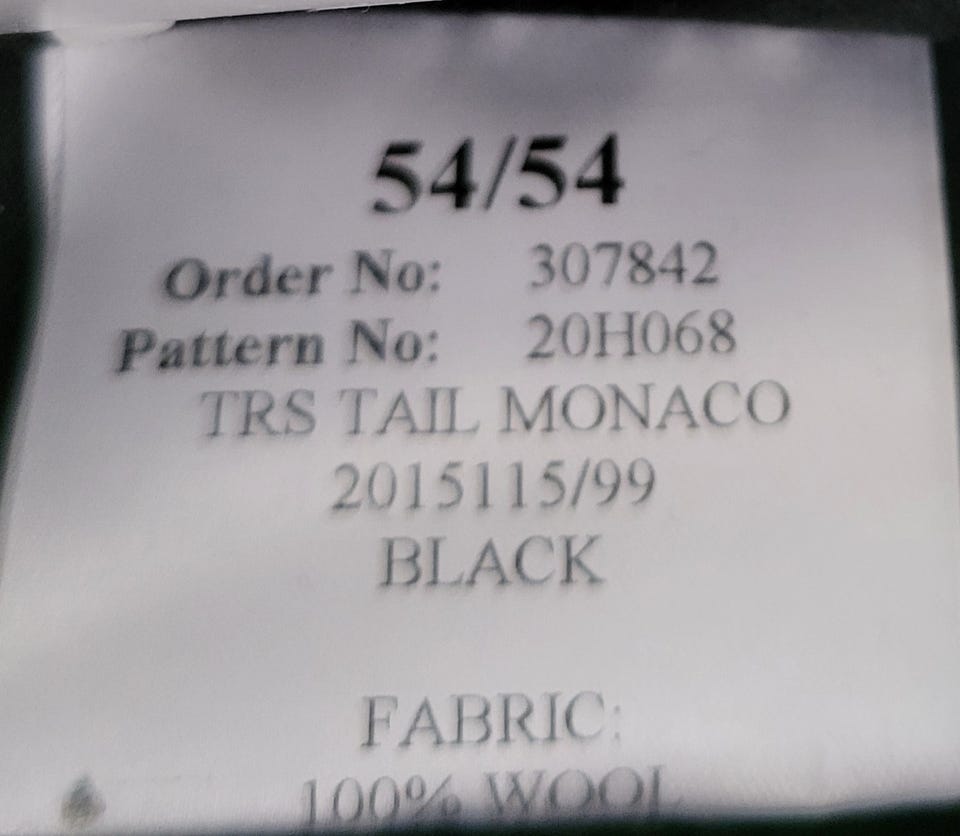 54/54
Order No: 307842
Pattern No: 20H068
TRS TAIL MONACO
2015115/99
BLACK
FABRIC:
100% WOOL